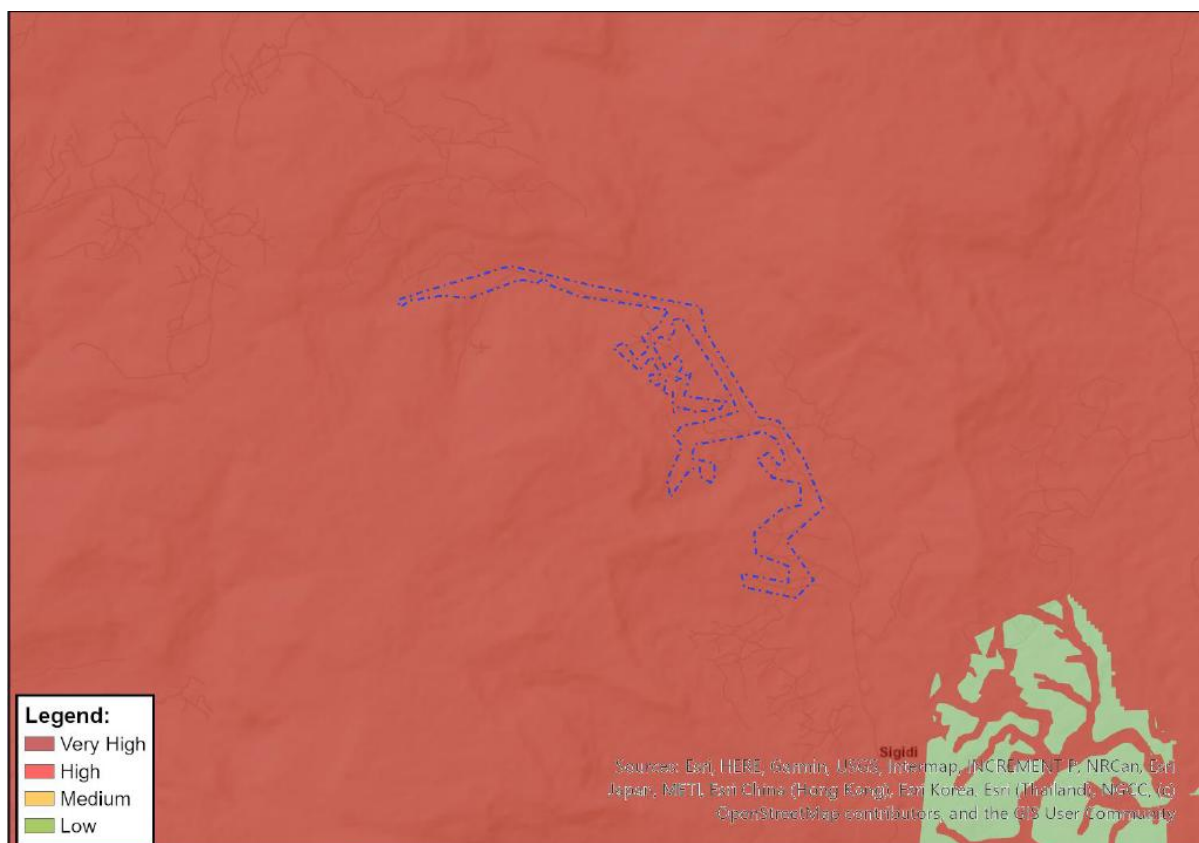 Legend:
Very High
High
Medium
Low
Sigidi
Sources: Esri, HERE, Garmin, USGS, Intermap, INCREMENT P, NRCan, Esri
Japan, METI, Esri China (Hong Kong), Esri Korea, Esri (Thailand), NGCC, (c)
OpenStreetMap contributors, and the GIS User Community